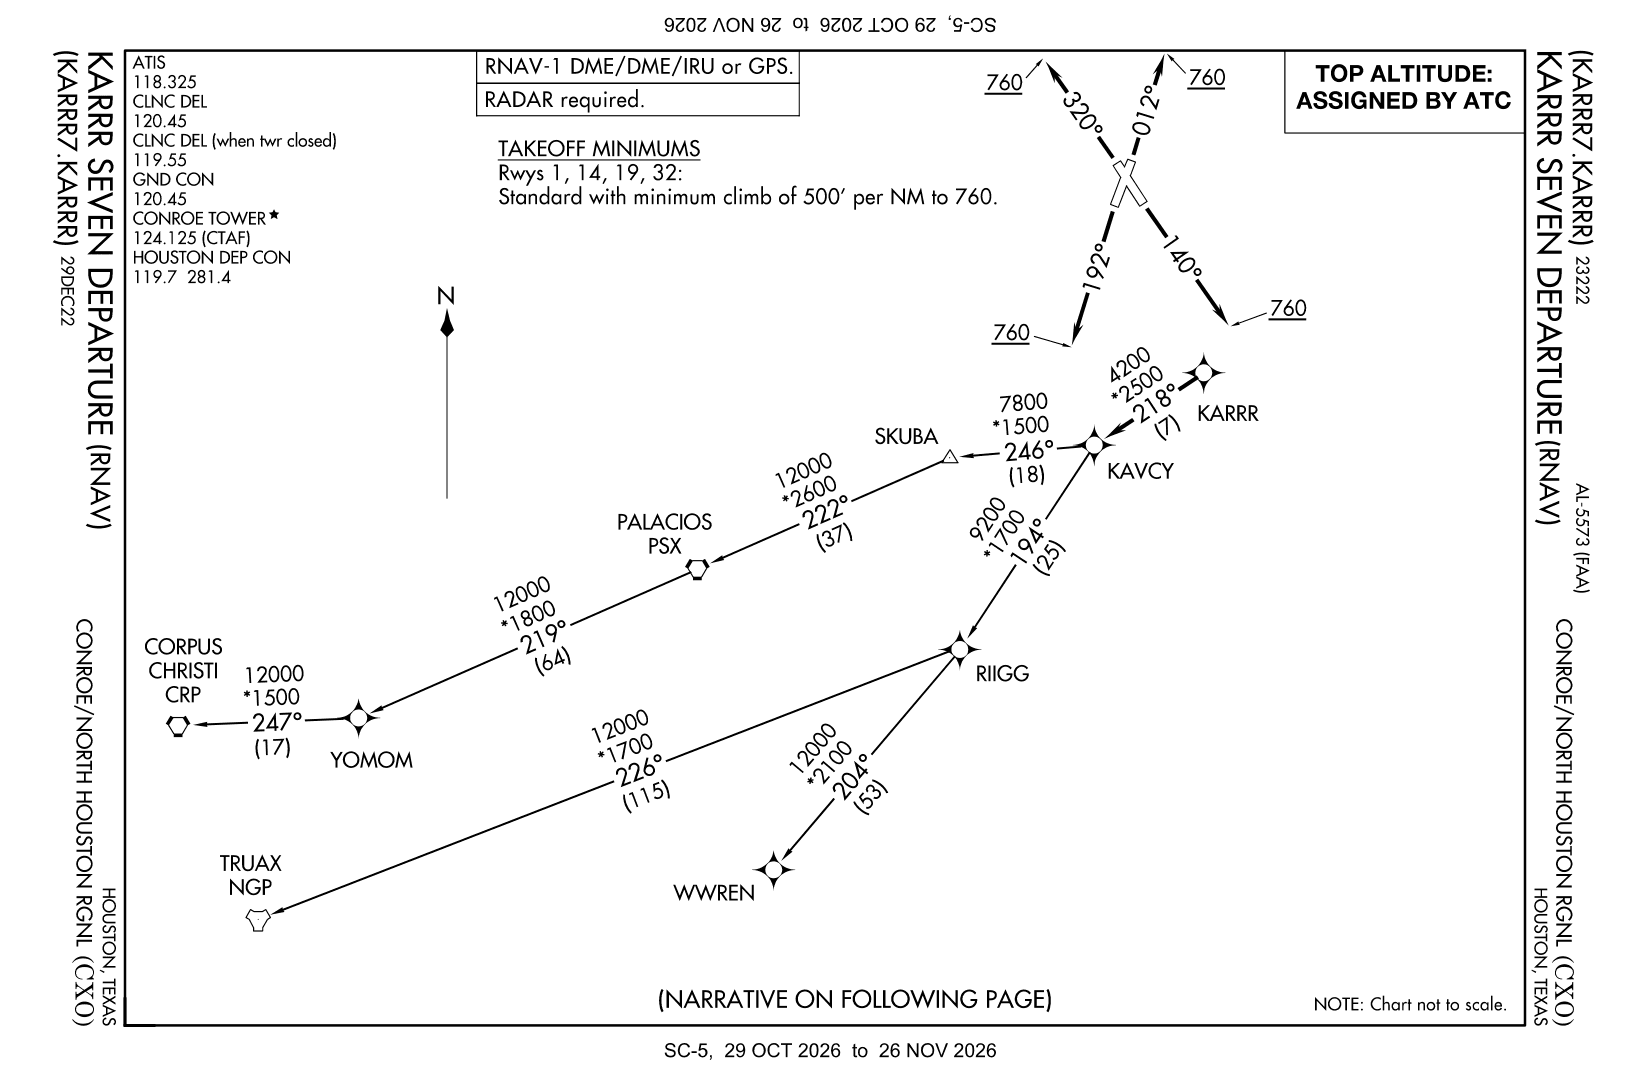 SC-5, 29 OCT 2026 to 26 NOV 2026
(KARRR7.KARRR) 29DEC22
KARRR SEVEN DEPARTURE (RNAV)
CONROE/NORTH HOUSTON RGNL (CXO)
HOUSTON, TEXAS
ATIS
118.325
CLNC DEL
120.45
CLNC DEL (when twr closed)
119.55
GND CON
120.45
CONROE TOWER★
124.125 (CTAF)
HOUSTON DEP CON
119.7 281.4
RNAV-1 DME/DME/IRU or GPS.
RADAR required.
TAKEOFF MINIMUMS
Rwys 1, 14, 19, 32:
Standard with minimum climb of 500' per NM to 760.
TOP ALTITUDE:
ASSIGNED BY ATC
760
320°
012°
760
192°
140°
760
760
N
4200
*2500
218°
(7)
KARRR
KAVCY
7800
*1500
246°
(18)
SKUBA
12000
*2600
222°
(37)
PALACIOS
PSX
9200
*1700
194°
(25)
RIIGG
12000
*1800
219°
(64)
YOMOM
12000
*1500
247°
(17)
CORPUS
CHRISTI
CRP
12000
*1700
226°
(115)
TRUAX
NGP
12000
*2100
204°
(53)
WWREN
(NARRATIVE ON FOLLOWING PAGE)
NOTE: Chart not to scale.
(KARRR7.KARRR) 23222
KARRR SEVEN DEPARTURE (RNAV)
AL-5573 (FAA)
CONROE/NORTH HOUSTON RGNL (CXO)
HOUSTON, TEXAS
SC-5, 29 OCT 2026 to 26 NOV 2026